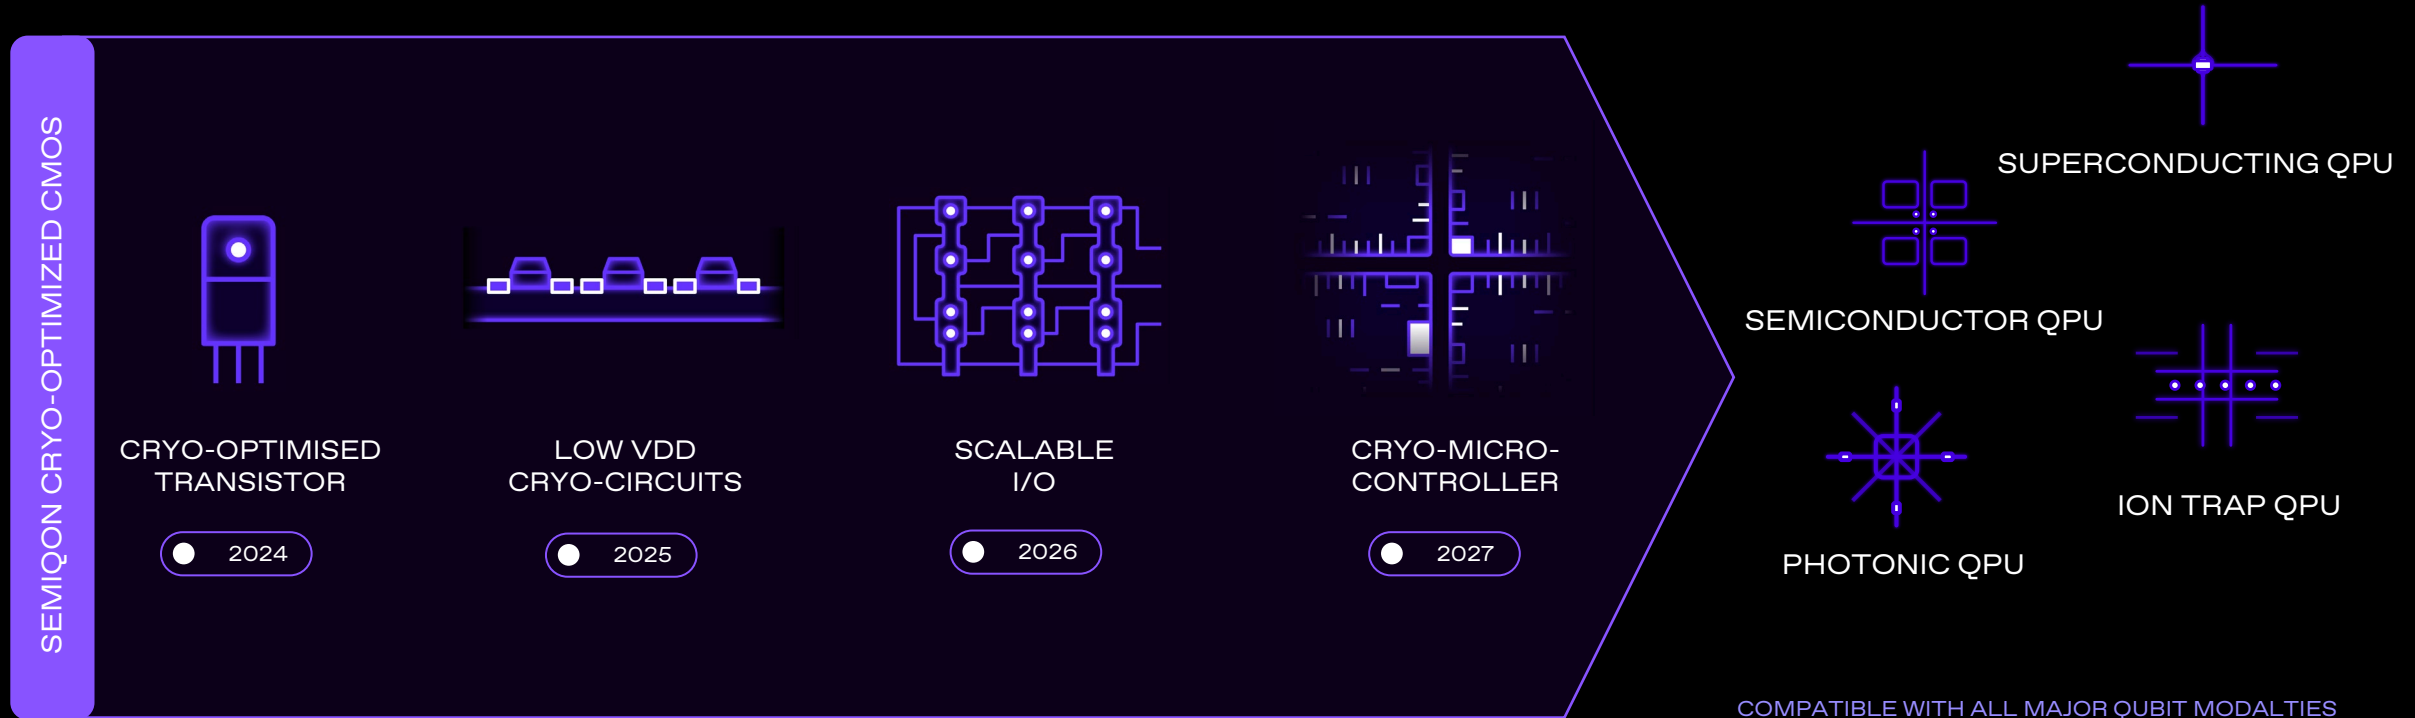 SEMIQON CRYO-OPTIMIZED CMOS
CRYO-OPTIMISED
TRANSISTOR
2024
LOW VDD
CRYO-CIRCUITS
2025
SCALABLE
I/O
2026
CRYO-MICRO-
CONTROLLER
2027
SUPERCONDUCTING QPU
SEMICONDUCTOR QPU
ION TRAP QPU
PHOTONIC QPU
COMPATIBLE WITH ALL MAJOR QUBIT MODALTIES